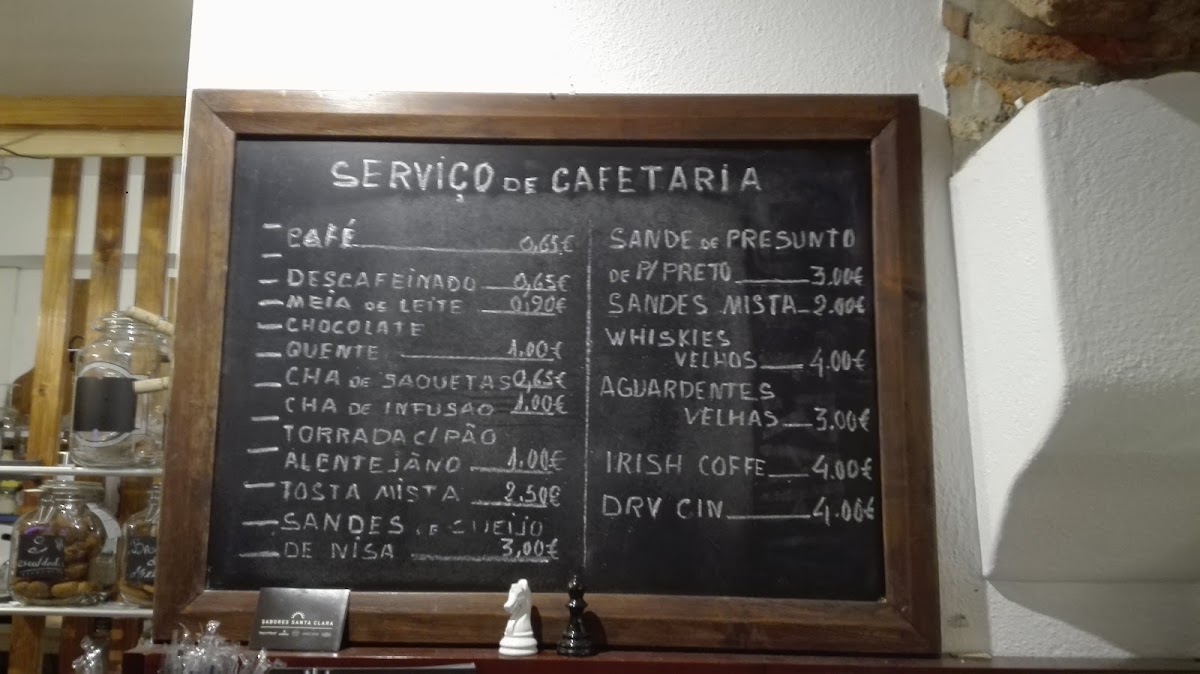 SERVIÇO DE CAFETARIA
CAFÉ 0,65€
DESCAFEINADO 0,65€
MEIA DE LEITE 0,90€
CHOCOLATE
QUENTE 1.00€
CHA DE SAQUETAS 0,65€
CHA DE INFUSAO 1.00€
TORRADA C/ PÃO
ALENTEJANO 1.00€
TOSTA MISTA 2.50€
SANDES DE QUEIJO
DE NISA 3,00€
SANDE DE PRESUNTO
DE P/ PRETO 3.00€
SANDES MISTA 2.00€
WHISKIES
VELHOS 4.00€
AGUARDENTES
VELHAS 3.00€
IRISH COFFE 4.00€
DRY GIN 4.00€
SABORES SANTA CLARA